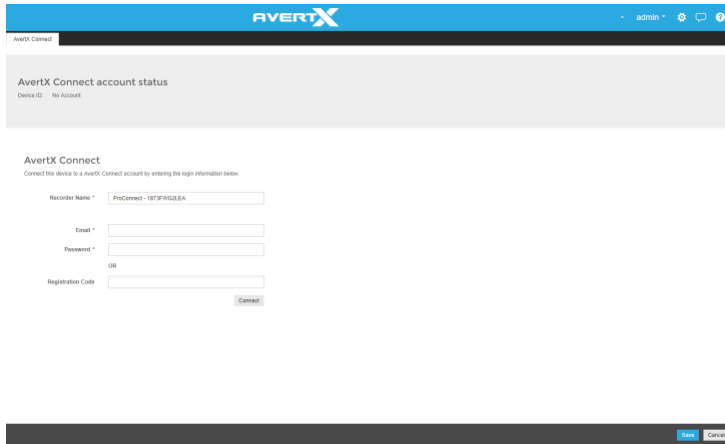 AVERTX
admin
AvertX Connect
AvertX Connect account status
Device ID: No Account
AvertX Connect
Connect this device to a AvertX Connect account by entering the login information below.
Recorder Name * ProConnect - 1873FWG2LEA
Email *
Password *
OR
Registration Code
Connect
Save Cancel